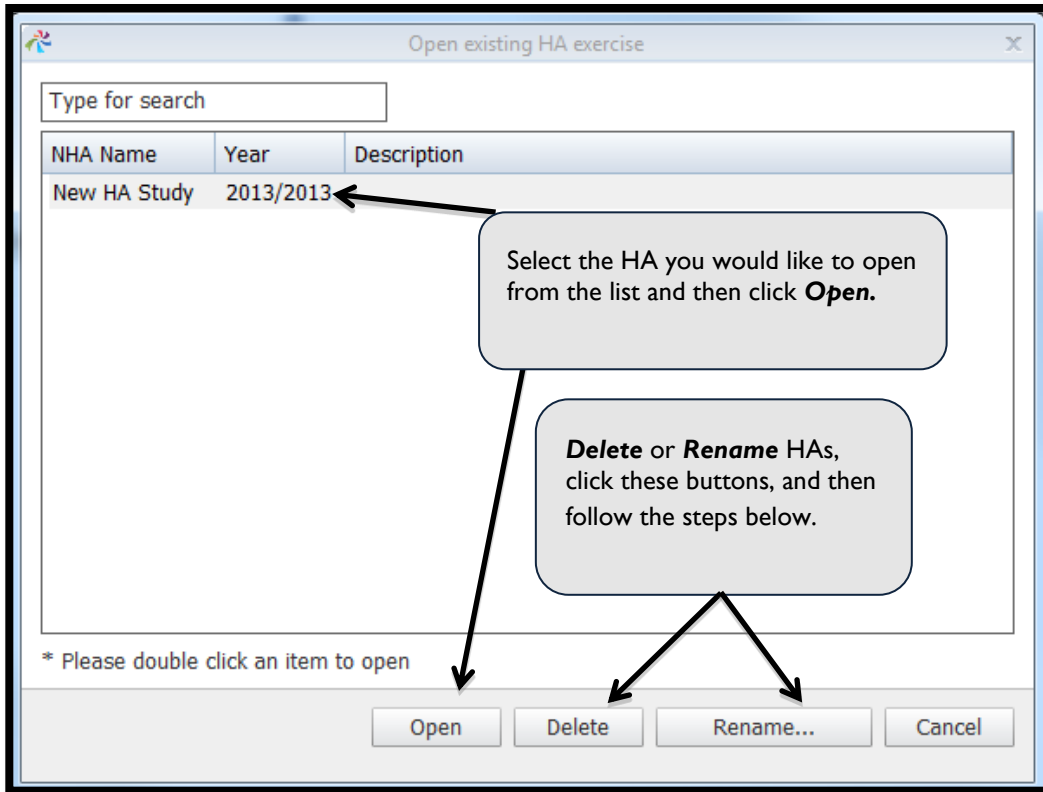 Open existing HA exercise
x
Type for search
NHA Name Year Description
New HA Study 2013/2013
Select the HA you would like to open
from the list and then click Open.
Delete or Rename HAs,
click these buttons, and then
follow the steps below.
* Please double click an item to open
Open Delete Rename... Cancel